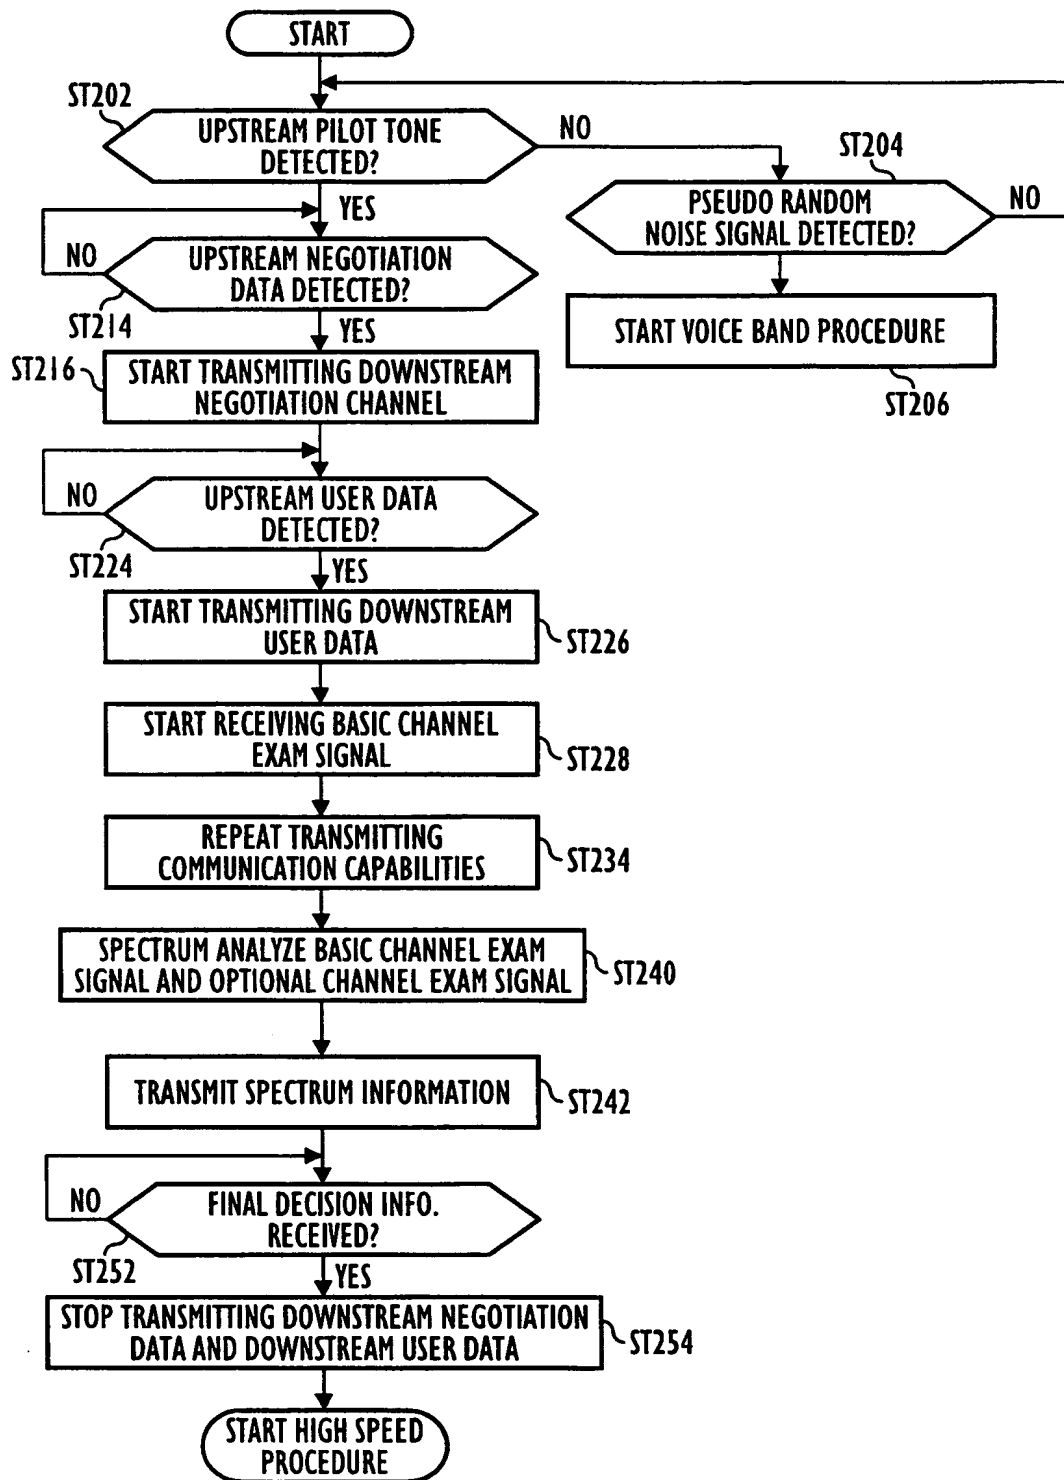 START
ST202
UPSTREAM PILOT TONE
DETECTED?
NO
ST204
PSEUDO RANDOM
NOISE SIGNAL DETECTED?
NO
YES
NO
UPSTREAM NEGOTIATION
DATA DETECTED?
ST214
START VOICE BAND PROCEDURE
ST206
YES
ST216
START TRANSMITTING DOWNSTREAM
NEGOTIATION CHANNEL
NO
UPSTREAM USER DATA
DETECTED?
ST224
YES
START TRANSMITTING DOWNSTREAM
USER DATA
ST226
START RECEIVING BASIC CHANNEL
EXAM SIGNAL
ST228
REPEAT TRANSMITTING
COMMUNICATION CAPABILITIES
ST234
SPECTRUM ANALYZE BASIC CHANNEL EXAM
SIGNAL AND OPTIONAL CHANNEL EXAM SIGNAL
ST240
TRANSMIT SPECTRUM INFORMATION
ST242
NO
FINAL DECISION INFO.
RECEIVED?
ST252
YES
STOP TRANSMITTING DOWNSTREAM NEGOTIATION
DATA AND DOWNSTREAM USER DATA
ST254
START HIGH SPEED
PROCEDURE